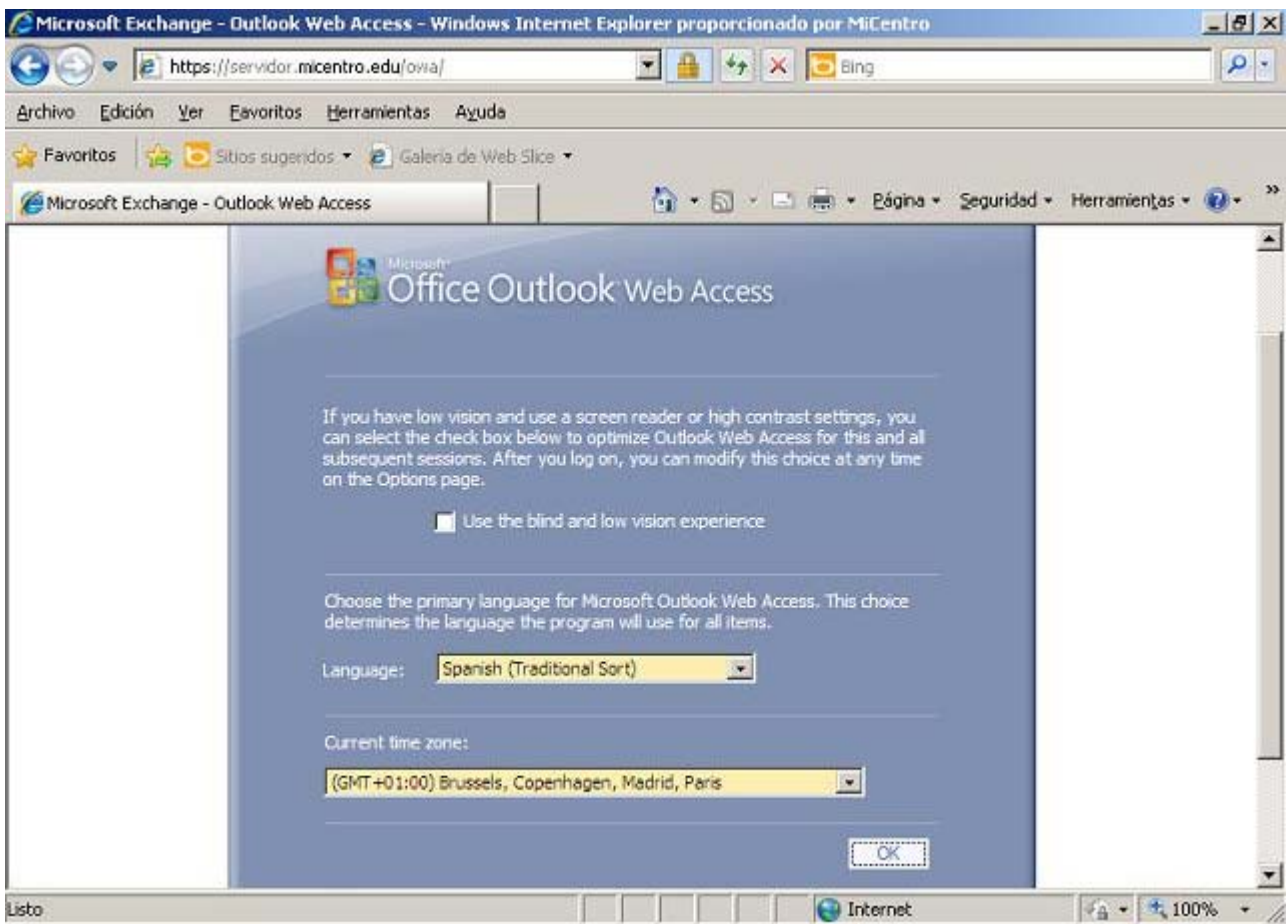 Microsoft Exchange - Outlook Web Access - Windows Internet Explorer proporcionado por MiCentro
https://servidor.micentro.edu/owa/
Bing
Archivo Edición Ver Favoritos Herramientas Ayuda
Favoritos Sitios sugeridos Galería de Web Slice
Microsoft Exchange - Outlook Web Access
Página Seguridad Herramientas »
Microsoft
Office Outlook Web Access
If you have low vision and use a screen reader or high contrast settings, you
can select the check box below to optimize Outlook Web Access for this and all
subsequent sessions. After you log on, you can modify this choice at any time
on the Options page.
Use the blind and low vision experience
Choose the primary language for Microsoft Outlook Web Access. This choice
determines the language the program will use for all items.
Language: Spanish (Traditional Sort)
Current time zone:
(GMT+01:00) Brussels, Copenhagen, Madrid, Paris
OK
Listo Internet 100%